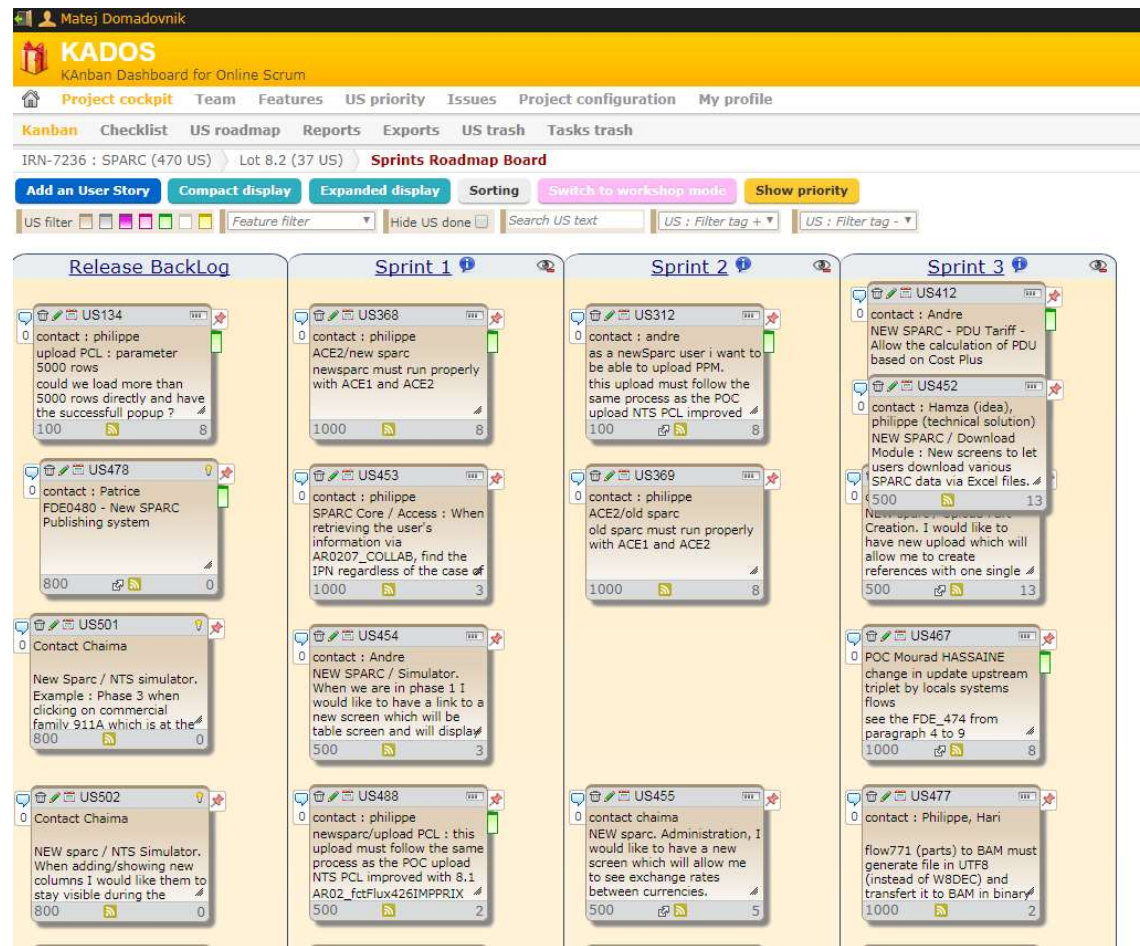 Matej Domadovnik
KADOS
KAnban Dashboard for Online Scrum
Project cockpit Team Features US priority Issues Project configuration My profile
Kanban Checklist US roadmap Reports Exports US trash Tasks trash
IRN-7236 : SPARC (470 US) Lot 8.2 (37 US) Sprints Roadmap Board
Add an User Story Compact display Expanded display Sorting Switch to workshop mode Show priority
US filter Feature filter Hide US done Search US text US : Filter tag + US : Filter tag -
Release BackLog
US134
0 contact : philippe
upload PCL : parameter
5000 rows
could we load more than
5000 rows directly and have
the successfull popup ?
100 8
US478
0 contact : Patrice
FDE0480 - New SPARC
Publishing system
800 0
US501
0 Contact Chaima
New Sparc / NTS simulator.
Example : Phase 3 when
clicking on commercial
family 911A which is at the
800 0
US502
0 Contact Chaima
NEW sparc / NTS Simulator.
When adding/showing new
columns I would like them to
stay visible during the
800 0
Sprint 1
US368
0 contact : philippe
ACE2/new sparc
newsparc must run properly
with ACE1 and ACE2
1000 8
US453
0 contact : philippe
SPARC Core / Access : When
retrieving the user's
information via
AR0207_COLLAB, find the
IPN regardless of the case of
1000 3
US454
0 contact : Andre
NEW SPARC / Simulator.
When we are in phase 1 I
would like to have a link to a
new screen which will be
table screen and will display
500 3
US488
0 contact : philippe
newsparc/upload PCL : this
upload must follow the same
process as the POC upload
NTS PCL improved with 8.1
AR02_fctFlux426IMPPRIX
500 2
Sprint 2
US312
0 contact : andre
as a newSparc user i want to
be able to upload PPM.
this upload must follow the
same process as the POC
upload NTS PCL improved
100 8
US369
0 contact : philippe
ACE2/old sparc
old sparc must run properly
with ACE1 and ACE2
1000 8
US455
0 contact chaima
NEW sparc. Administration, I
would like to have a new
screen which will allow me
to see exchange rates
between currencies.
500 5
Sprint 3
US412
0 contact : Andre
NEW SPARC - PDU Tariff -
Allow the calculation of PDU
based on Cost Plus
US452
0 contact : Hamza (idea),
philippe (technical solution)
NEW SPARC / Download
Module : New screens to let
users download various
SPARC data via Excel files.
500 13
0
Creation. I would like to
have new upload which will
allow me to create
references with one single
500 13
US467
0 POC Mourad HASSAINE
change in update upstream
triplet by locals systems
flows
see the FDE_474 from
paragraph 4 to 9
1000 8
US477
0 contact : Philippe, Hari
flow771 (parts) to BAM must
generate file in UTF8
(instead of W8DEC) and
transfert it to BAM in binary
1000 2